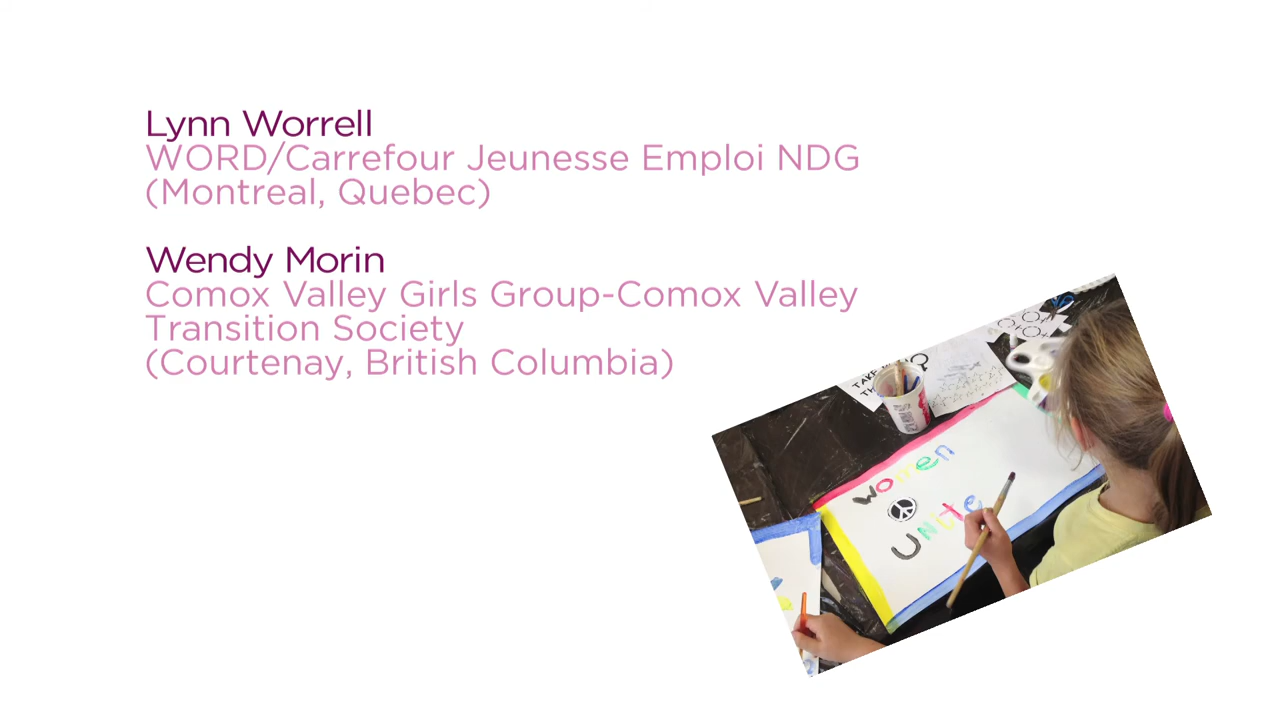 Lynn Worrell
WORD/Carrefour Jeunesse Emploi NDG
(Montreal, Quebec)
Wendy Morin
Comox Valley Girls Group-Comox Valley
Transition Society
(Courtenay, British Columbia)
TAKE
Women
Unite